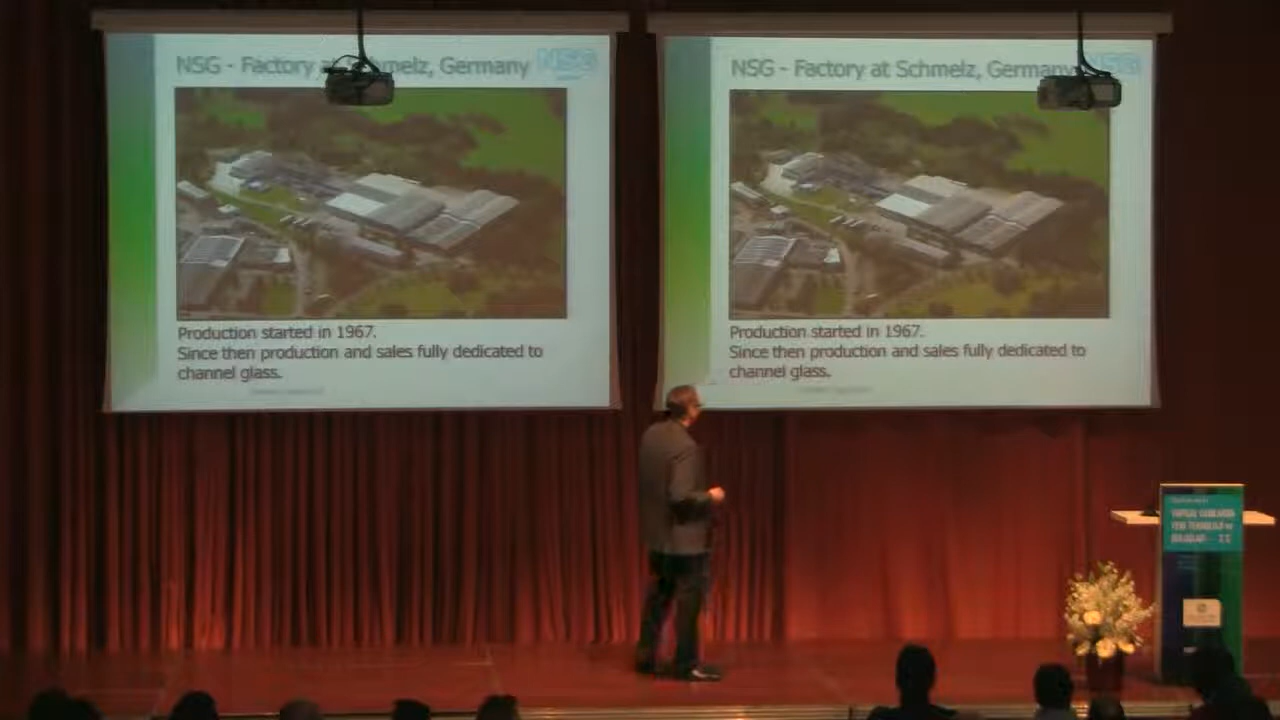 NSG - Factory at Schmelz, Germany NSG
Production started in 1967.
Since then production and sales fully dedicated to
channel glass.
NSG - Factory at Schmelz, Germany NSG
Production started in 1967.
Since then production and sales fully dedicated to
channel glass.